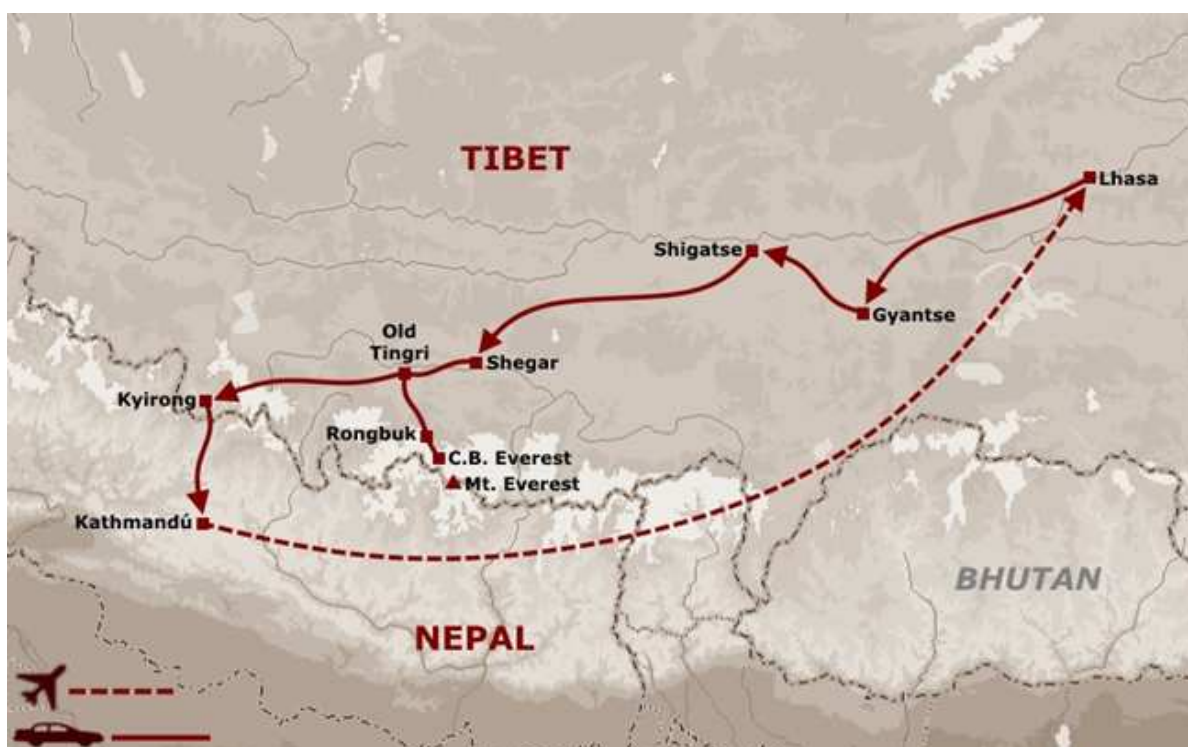 TIBET
Lhasa
Shigatse
Gyantse
Old
Tingri
Shegar
Kyirong
Rongbuk
C.B. Everest
Mt. Everest
Kathmandú
BHUTAN
NEPAL